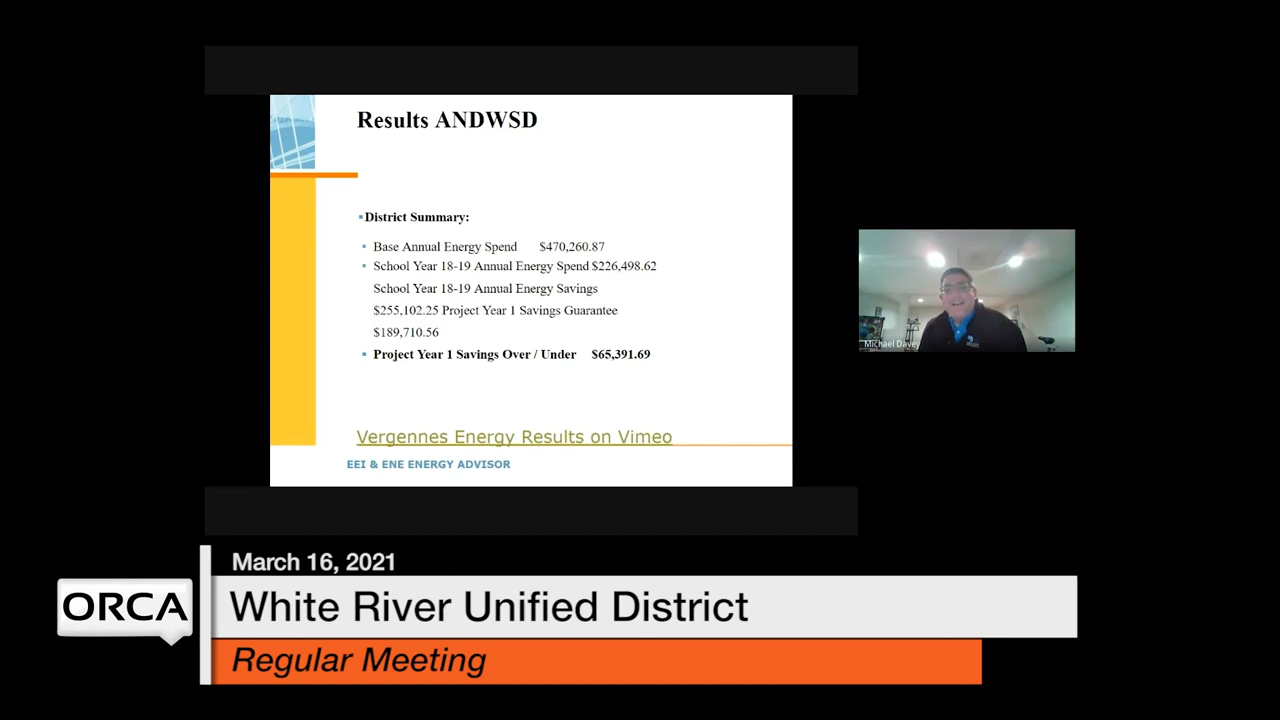 Results ANDWSD
District Summary:
Base Annual Energy Spend $470,260.87
School Year 18-19 Annual Energy Spend $226,498.62
School Year 18-19 Annual Energy Savings
$255,102.25 Project Year 1 Savings Guarantee
$189,710.56
Project Year 1 Savings Over / Under $65,391.69
Vergennes Energy Results on Vimeo
EEI & ENE ENERGY ADVISOR
Michael Davey
March 16, 2021
ORCA
White River Unified District
Regular Meeting